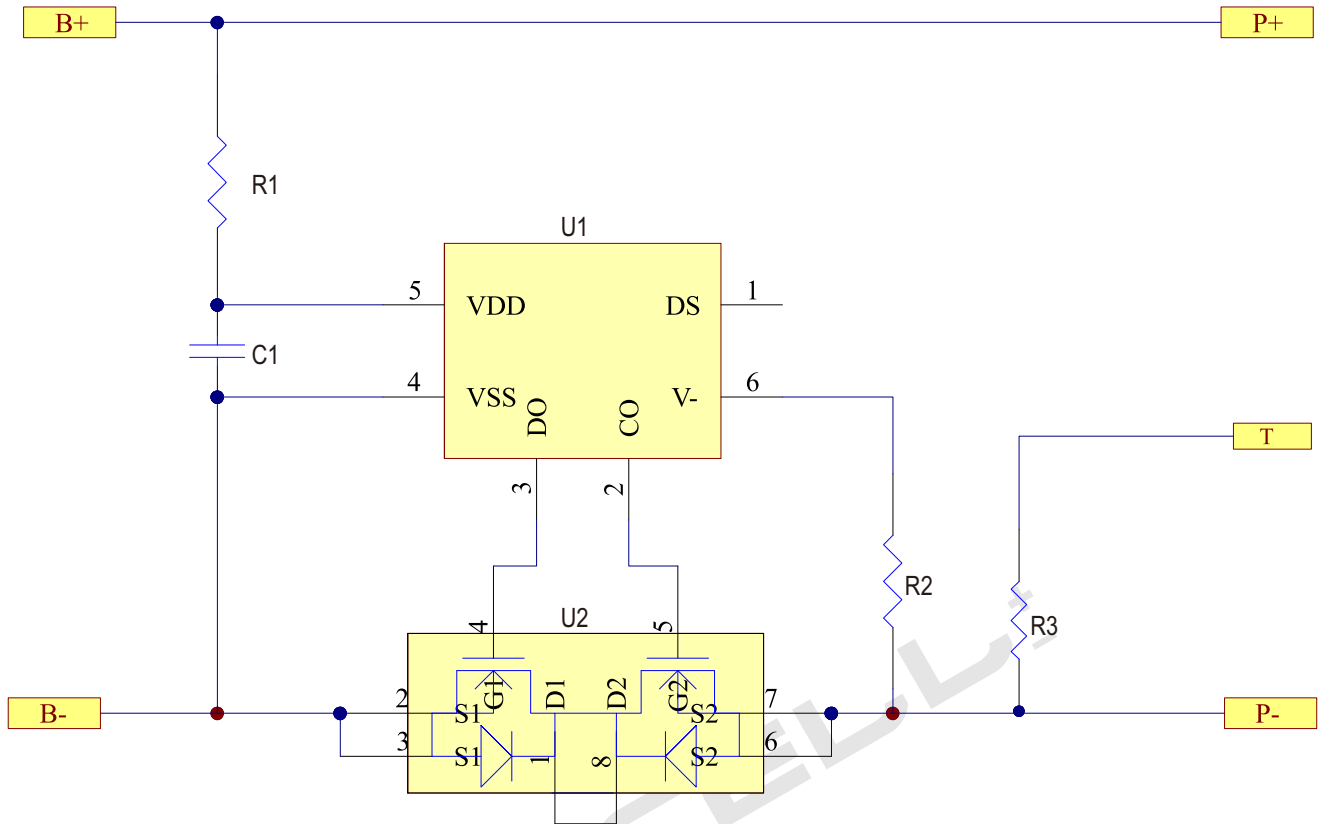 B+
P+
R1
U1
5 VDD DS 1
C1
4 VSS V- 6
DO CO
T
3 2
R2
R3
U2
4 5
G1 D1 D2 G2
B- 2 S1 S2 7 P-
3 S1 1 8 S2 6